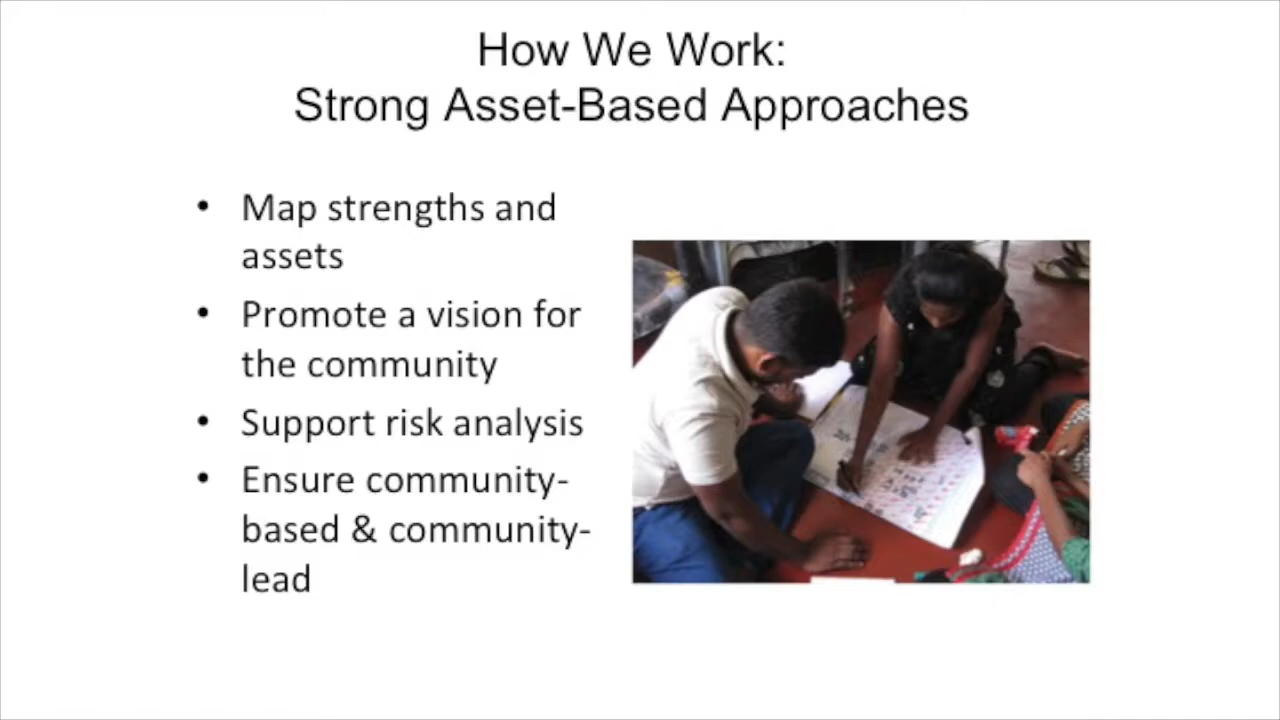 How We Work:
Strong Asset-Based Approaches
• Map strengths and
assets
• Promote a vision for
the community
• Support risk analysis
• Ensure community-
based & community-
lead